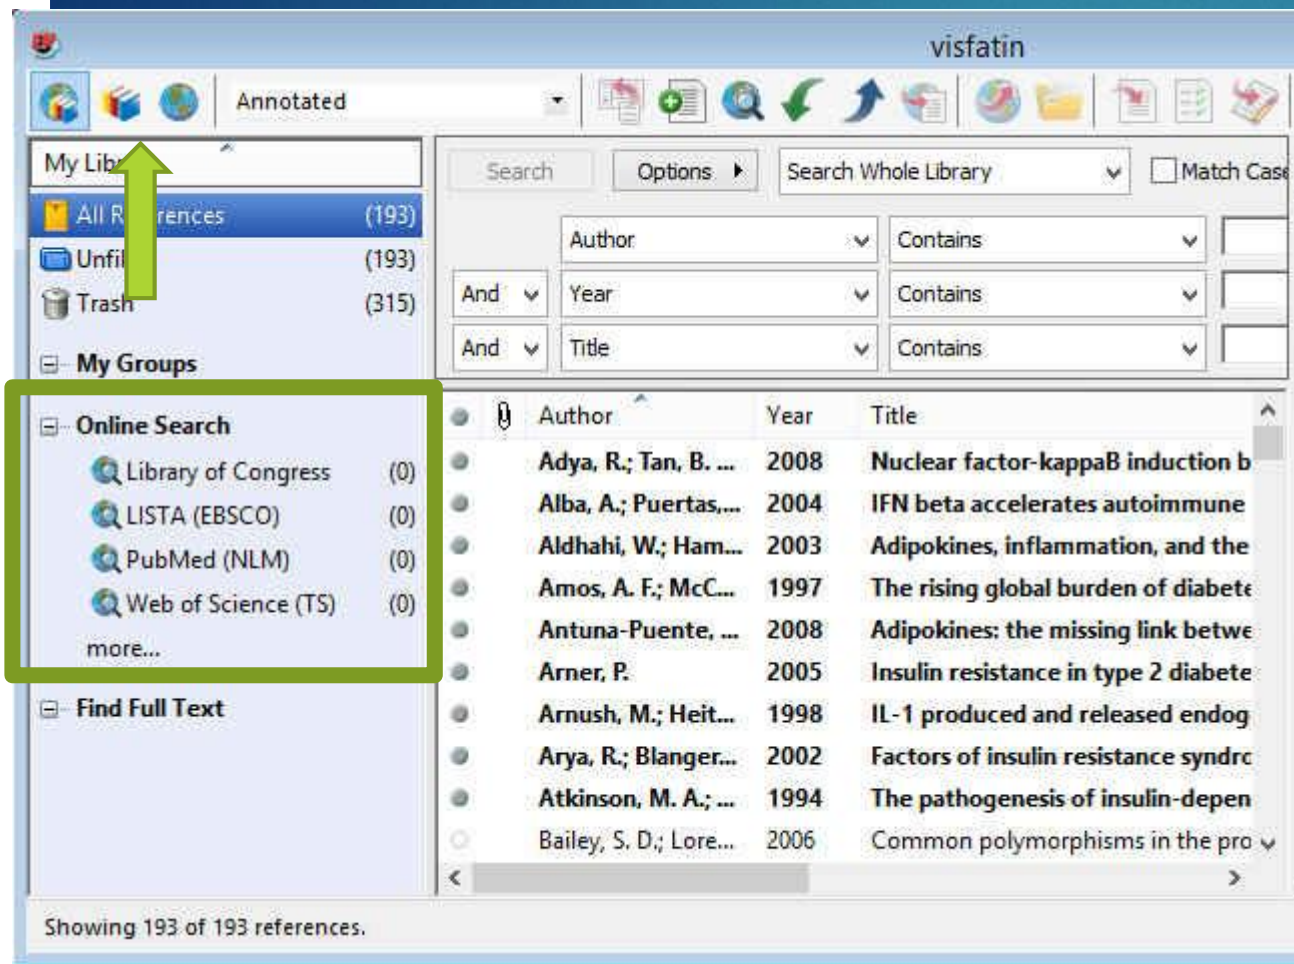 visfatin
Annotated
My Lib
Search Options Search Whole Library Match Case
All R rences (193)
Author Contains
Unfil (193)
And Year Contains
Trash (315)
And Title Contains
My Groups
Online Search
Library of Congress (0)
LISTA (EBSCO) (0)
PubMed (NLM) (0)
Web of Science (TS) (0)
more...
Find Full Text
Author Year Title
Adya, R.; Tan, B. ... 2008 Nuclear factor-kappaB induction b
Alba, A.; Puertas,... 2004 IFN beta accelerates autoimmune
Aldhahi, W.; Ham... 2003 Adipokines, inflammation, and the
Amos, A. F.; McC... 1997 The rising global burden of diabete
Antuna-Puente, ... 2008 Adipokines: the missing link betwe
Arner, P. 2005 Insulin resistance in type 2 diabete
Arnush, M.; Heit... 1998 IL-1 produced and released endog
Arya, R.; Blanger... 2002 Factors of insulin resistance syndrc
Atkinson, M. A.; ... 1994 The pathogenesis of insulin-depen
Bailey, S. D.; Lore... 2006 Common polymorphisms in the pro
Showing 193 of 193 references.